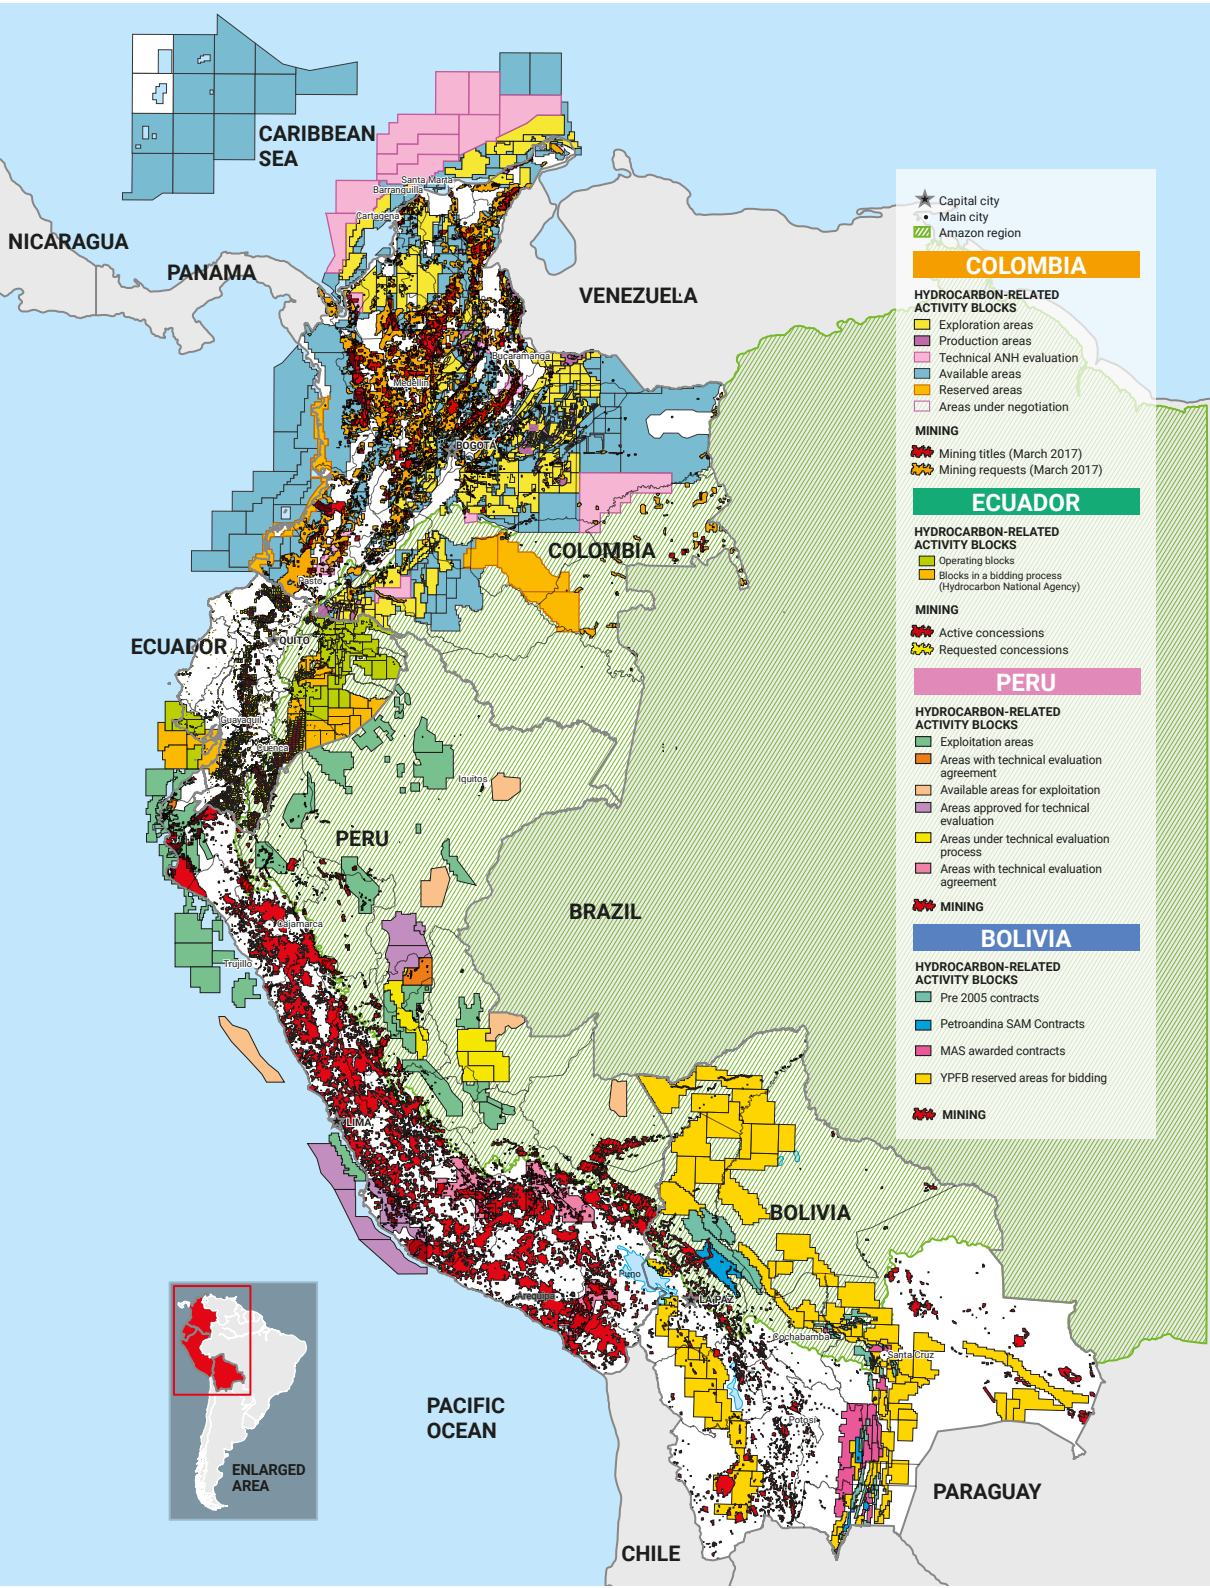 CARIBBEAN
SEA
Santa Marta
Barranquilla
Cartagena
NICARAGUA
PANAMA
VENEZUELA
Bucaramanga
Medellín
BOGOTÁ
COLOMBIA
Pasto
ECUADOR
QUITO
Guayaquil
Cuenca
Iquitos
PERU
BRAZIL
Cajamarca
Trujillo
LIMA
BOLIVIA
Puno
LA PAZ
Arequipa
Cochabamba
Santa Cruz
Potosí
PACIFIC
OCEAN
PARAGUAY
CHILE
ENLARGED
AREA
Capital city
Main city
Amazon region
COLOMBIA
HYDROCARBON-RELATED
ACTIVITY BLOCKS
Exploration areas
Production areas
Technical ANH evaluation
Available areas
Reserved areas
Areas under negotiation
MINING
Mining titles (March 2017)
Mining requests (March 2017)
ECUADOR
HYDROCARBON-RELATED
ACTIVITY BLOCKS
Operating blocks
Blocks in a bidding process
(Hydrocarbon National Agency)
MINING
Active concessions
Requested concessions
PERU
HYDROCARBON-RELATED
ACTIVITY BLOCKS
Exploitation areas
Areas with technical evaluation
agreement
Available areas for exploitation
Areas approved for technical
evaluation
Areas under technical evaluation
process
Areas with technical evaluation
agreement
MINING
BOLIVIA
HYDROCARBON-RELATED
ACTIVITY BLOCKS
Pre 2005 contracts
Petroandina SAM Contracts
MAS awarded contracts
YPFB reserved areas for bidding
MINING